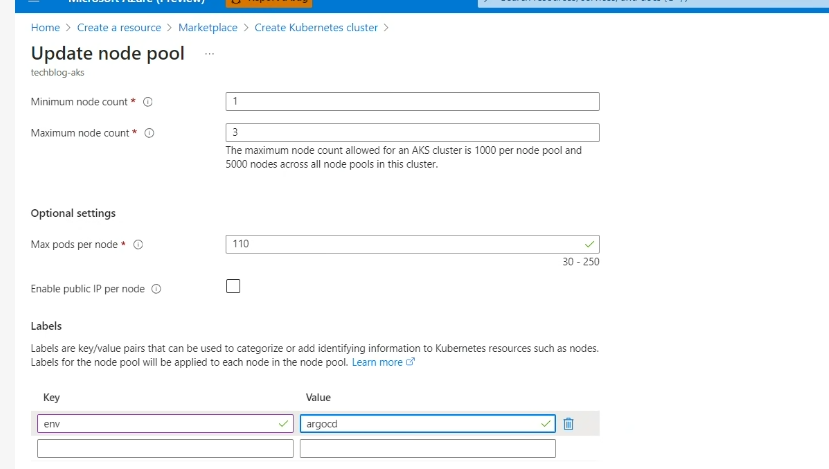 Microsoft Azure (Preview)
Report a bug
Home > Create a resource > Marketplace > Create Kubernetes cluster >
Update node pool ...
techblog-aks
Minimum node count *
1
Maximum node count *
3
The maximum node count allowed for an AKS cluster is 1000 per node pool and
5000 nodes across all node pools in this cluster.
Optional settings
Max pods per node *
110
30 - 250
Enable public IP per node
Labels
Labels are key/value pairs that can be used to categorize or add identifying information to Kubernetes resources such as nodes.
Labels for the node pool will be applied to each node in the node pool. Learn more
Key Value
env argocd